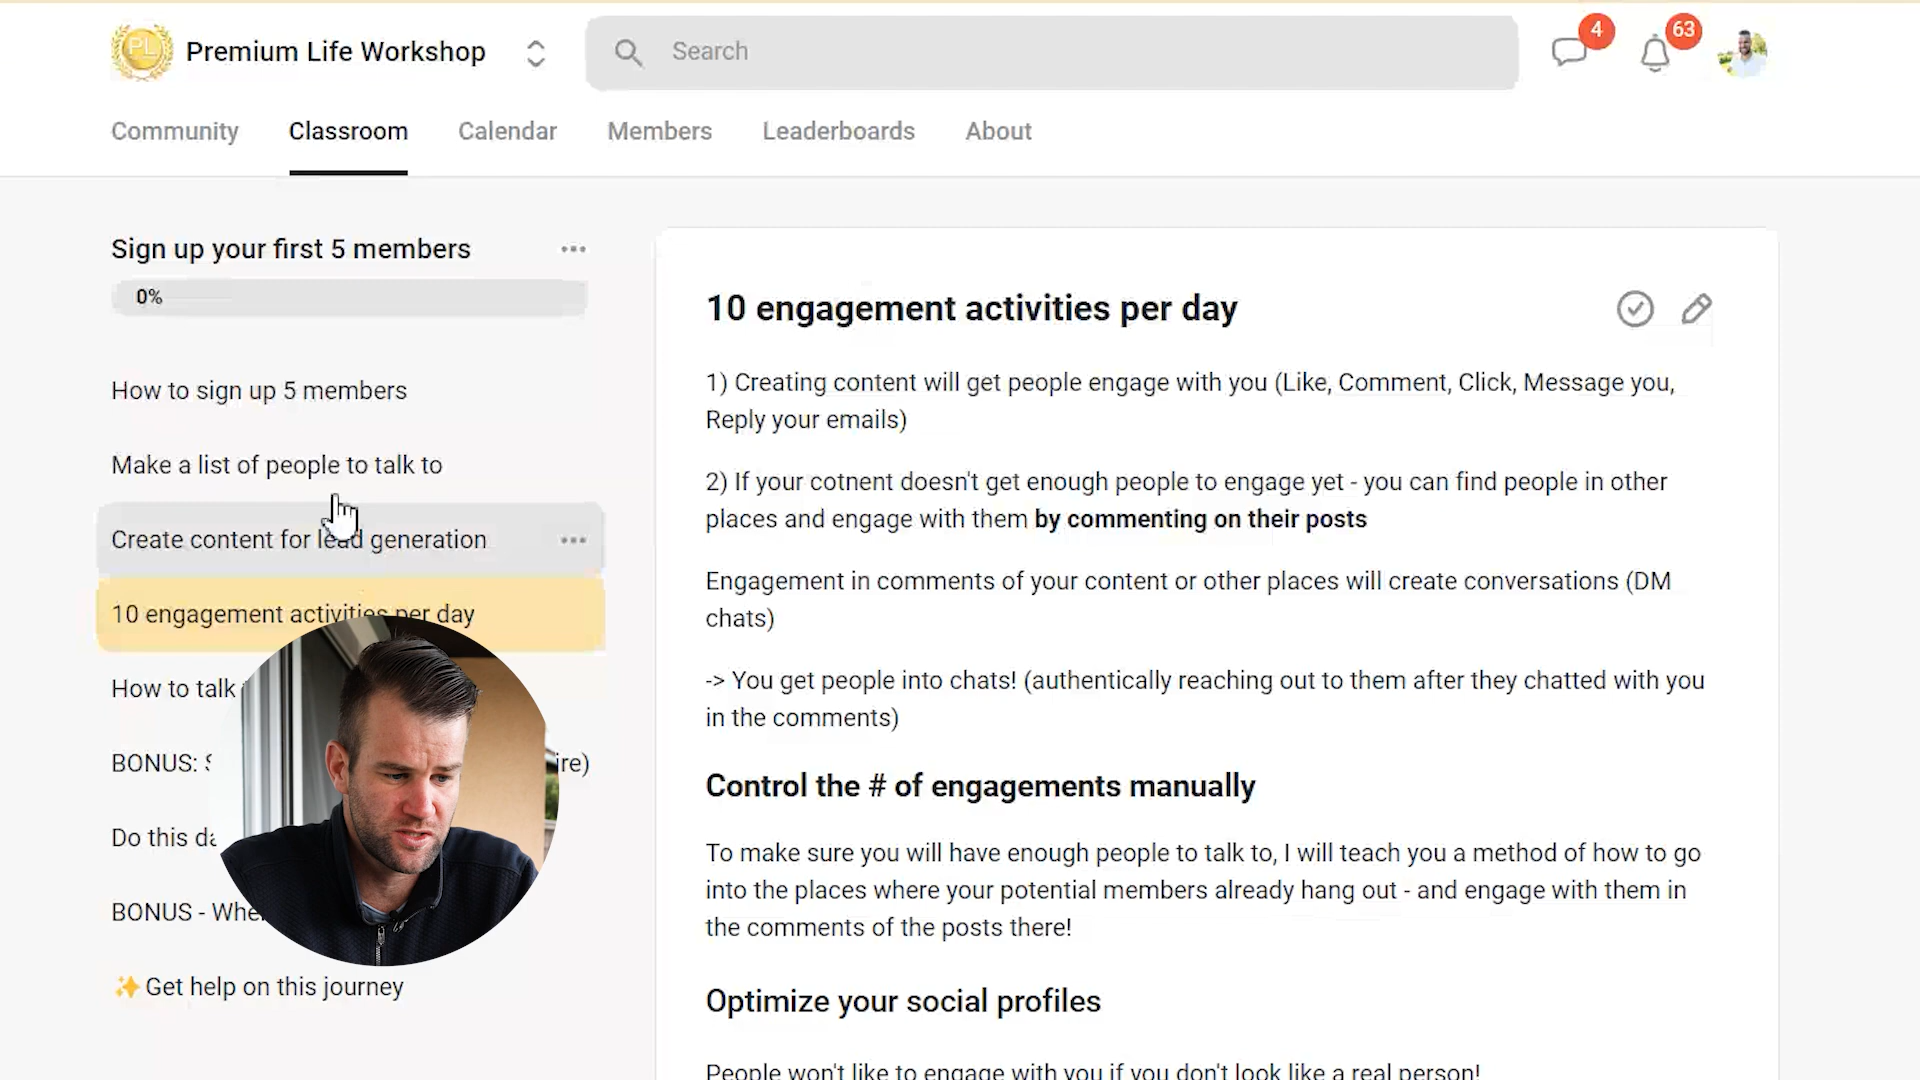 PL
Premium Life Workshop
Search
4
63
Community
Classroom
Calendar
Members
Leaderboards
About
Sign up your first 5 members
0%
How to sign up 5 members
Make a list of people to talk to
Create content for lead generation
10 engagement activities per day
How to talk
BONUS:
Do this
BONUS -
✨Get help on this journey
10 engagement activities per day
1) Creating content will get people engage with you (Like, Comment, Click, Message you,
Reply your emails)
2) If your cotnent doesn't get enough people to engage yet - you can find people in other
places and engage with them by commenting on their posts
Engagement in comments of your content or other places will create conversations (DM
chats)
-> You get people into chats! (authentically reaching out to them after they chatted with you
in the comments)
Control the # of engagements manually
To make sure you will have enough people to talk to, I will teach you a method of how to go
into the places where your potential members already hang out - and engage with them in
the comments of the posts there!
Optimize your social profiles
People won't like to engage with you if you don't look like a real person!